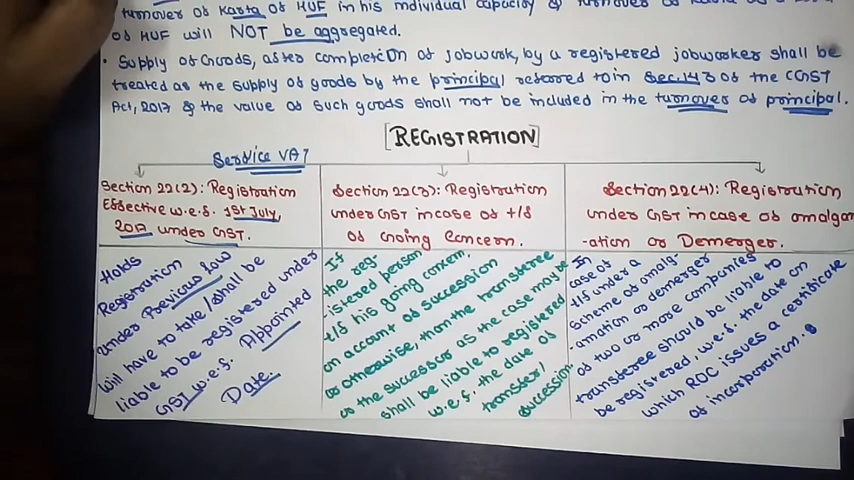 turnover of Karta of HUF in his individual capacity & turnover of Karta as a
of HUF will NOT be aggregated.
• Supply of Goods, after completion of jobwork, by a registered jobworker shall be
treated as the supply of goods by the principal referred to in Sec.143 of the CGST
Act, 2017 & the value of such goods shall not be included in the turnover of principal.
[REGISTRATION]
Service VAT
Section 22(2): Registration
Effective w.e.f. 1st July,
2017 under GST.
Section 22(3): Registration
under GST in case of t/f
of Going Concern.
Section 22(4): Registration
under GST in case of amalgam
-ation or Demerger.
Holds
Registration
under Previous Law
will have to take/shall be
liable to be registered under
GST w.e.f. Appointed
Date.
If
the reg-
-istered person
t/f his going concern,
on account of succession
or otherwise, than the transferee
or the successor as the case may be
shall be liable to registered
w.e.f. the date of
transfer/
succession.
In
case of
t/f under a
scheme of amalg-
-amation or demerger
of two or more companies
transferee should be liable to
be registered, w.e.f. the date on
which ROC issues a certificate
of incorporation.